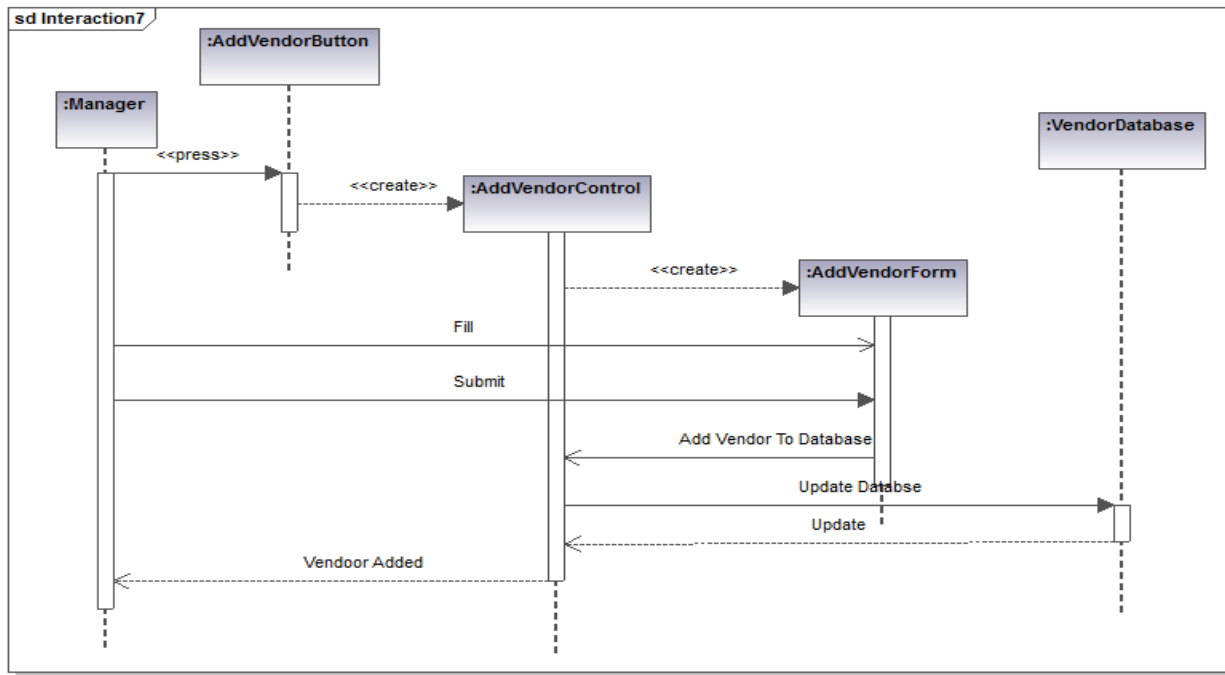 sd Interaction7
:AddVendorButton
:Manager
:VendorDatabase
<<press>>
<<create>>
:AddVendorControl
<<create>>
:AddVendorForm
Fill
Submit
Add Vendor To Database
Update Databse
Update
Vendoor Added